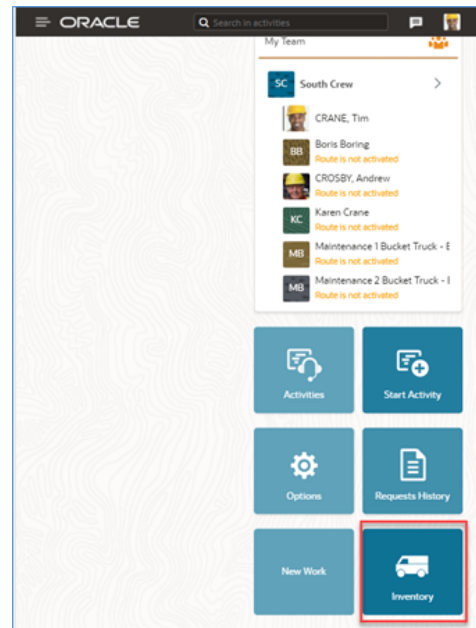 ORACLE
Search in activities
My Team
SC South Crew
CRANE, Tim
BB Boris Boring
Route is not activated
CROSBY, Andrew
Route is not activated
KC Karen Crane
Route is not activated
MB Maintenance 1 Bucket Truck - E
Route is not activated
MB Maintenance 2 Bucket Truck - I
Route is not activated
Activities
Start Activity
Options
Requests History
New Work
Inventory